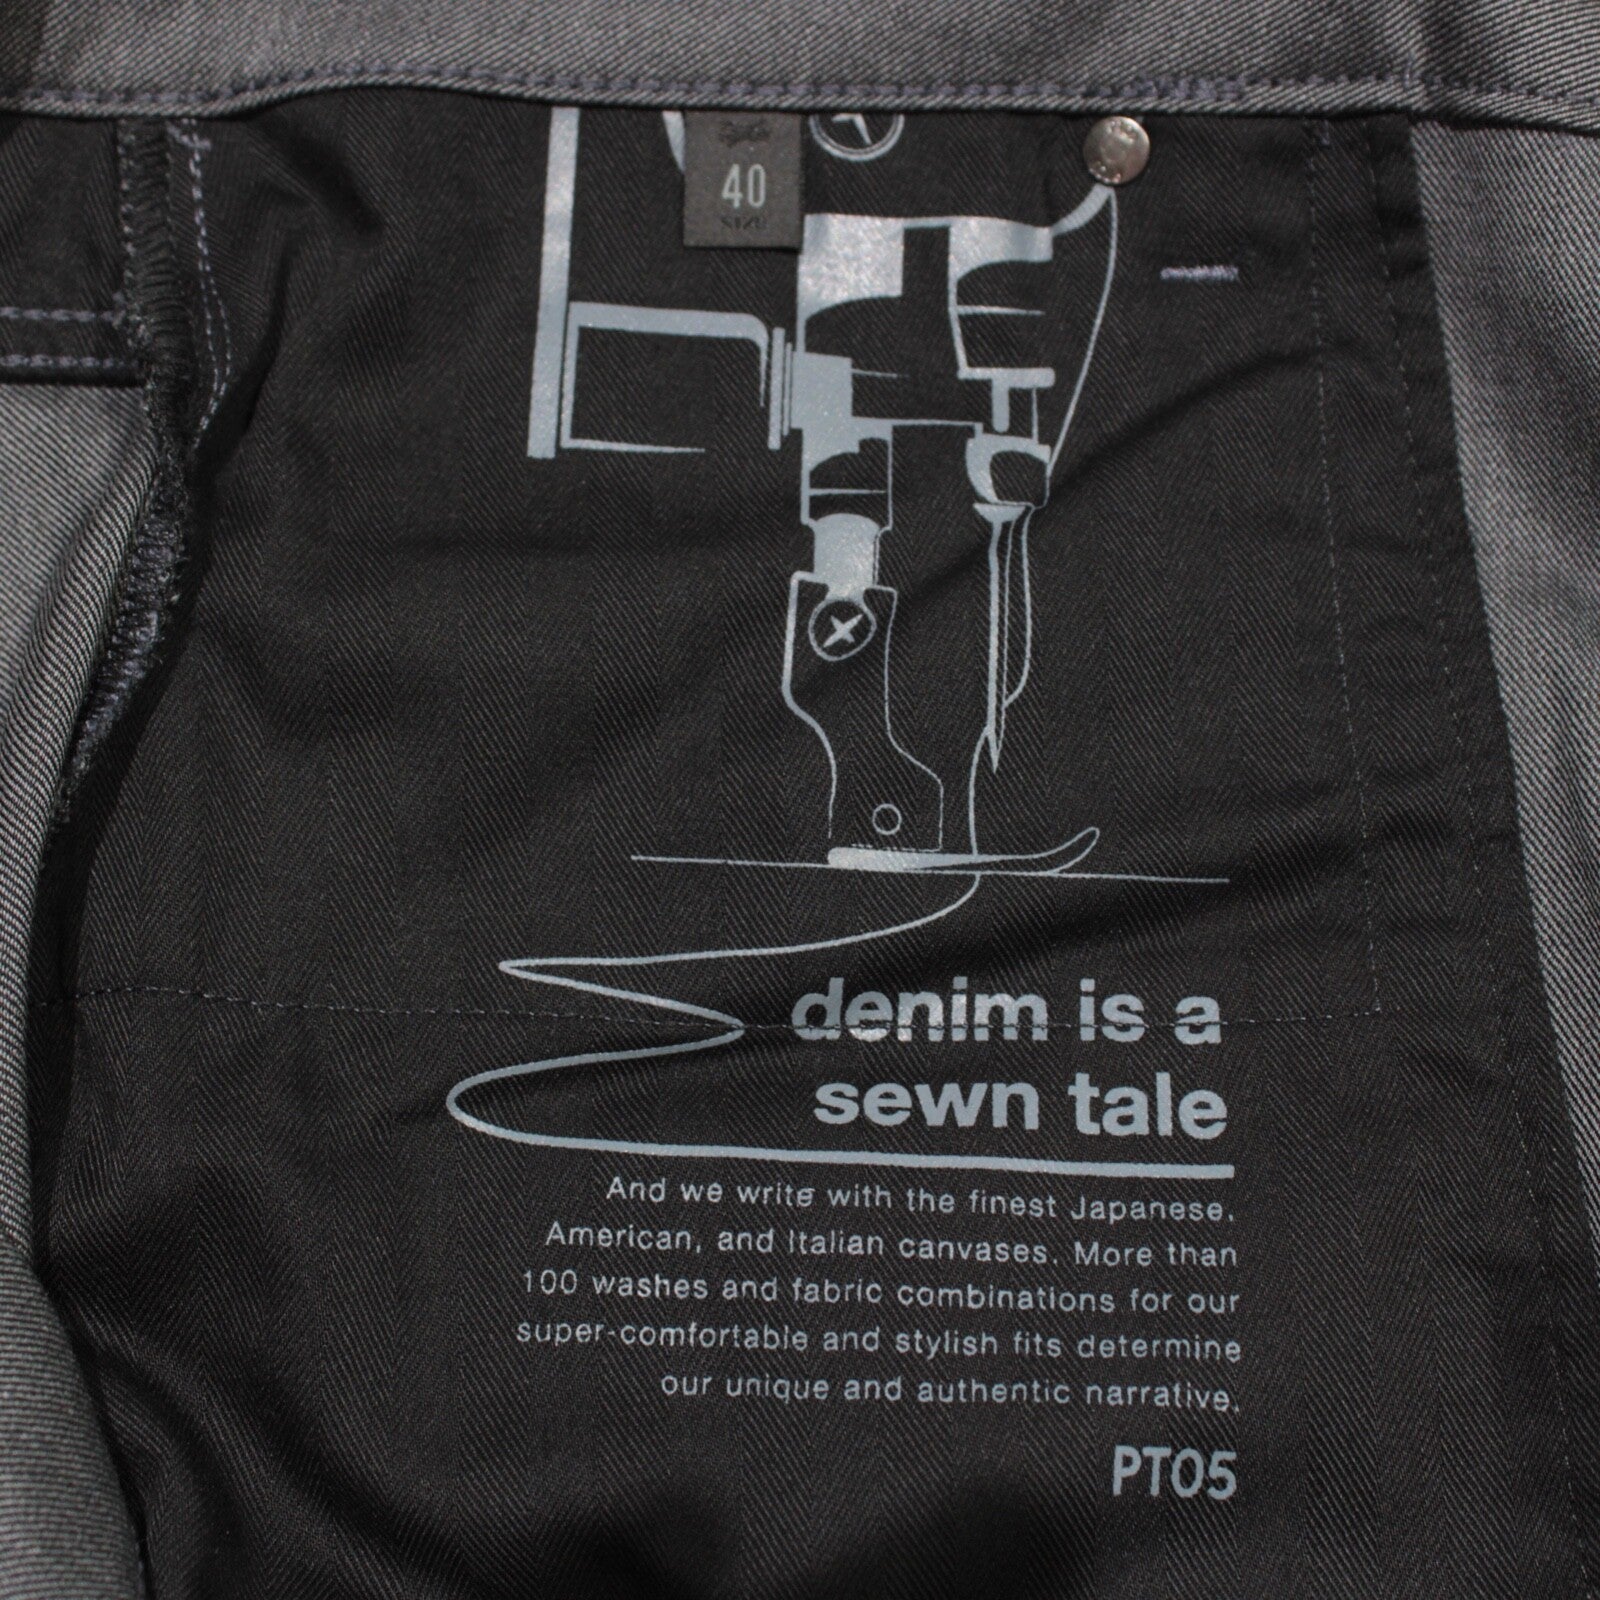 40
SIZE
denim is a
sewn tale
And we write with the finest Japanese,
American, and Italian canvases. More than
100 washes and fabric combinations for our
super-comfortable and stylish fits determine
our unique and authentic narrative.
PT05